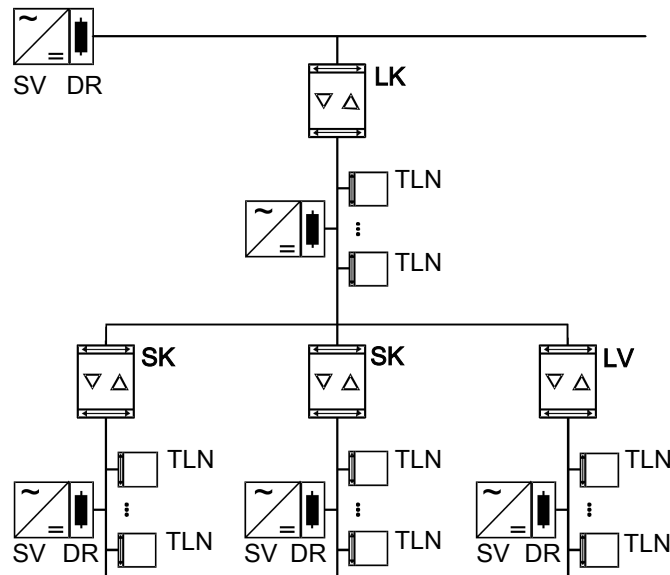 LK
SV DR
TLN
TLN
SK SK LV
TLN TLN TLN
TLN TLN TLN
SV DR SV DR SV DR